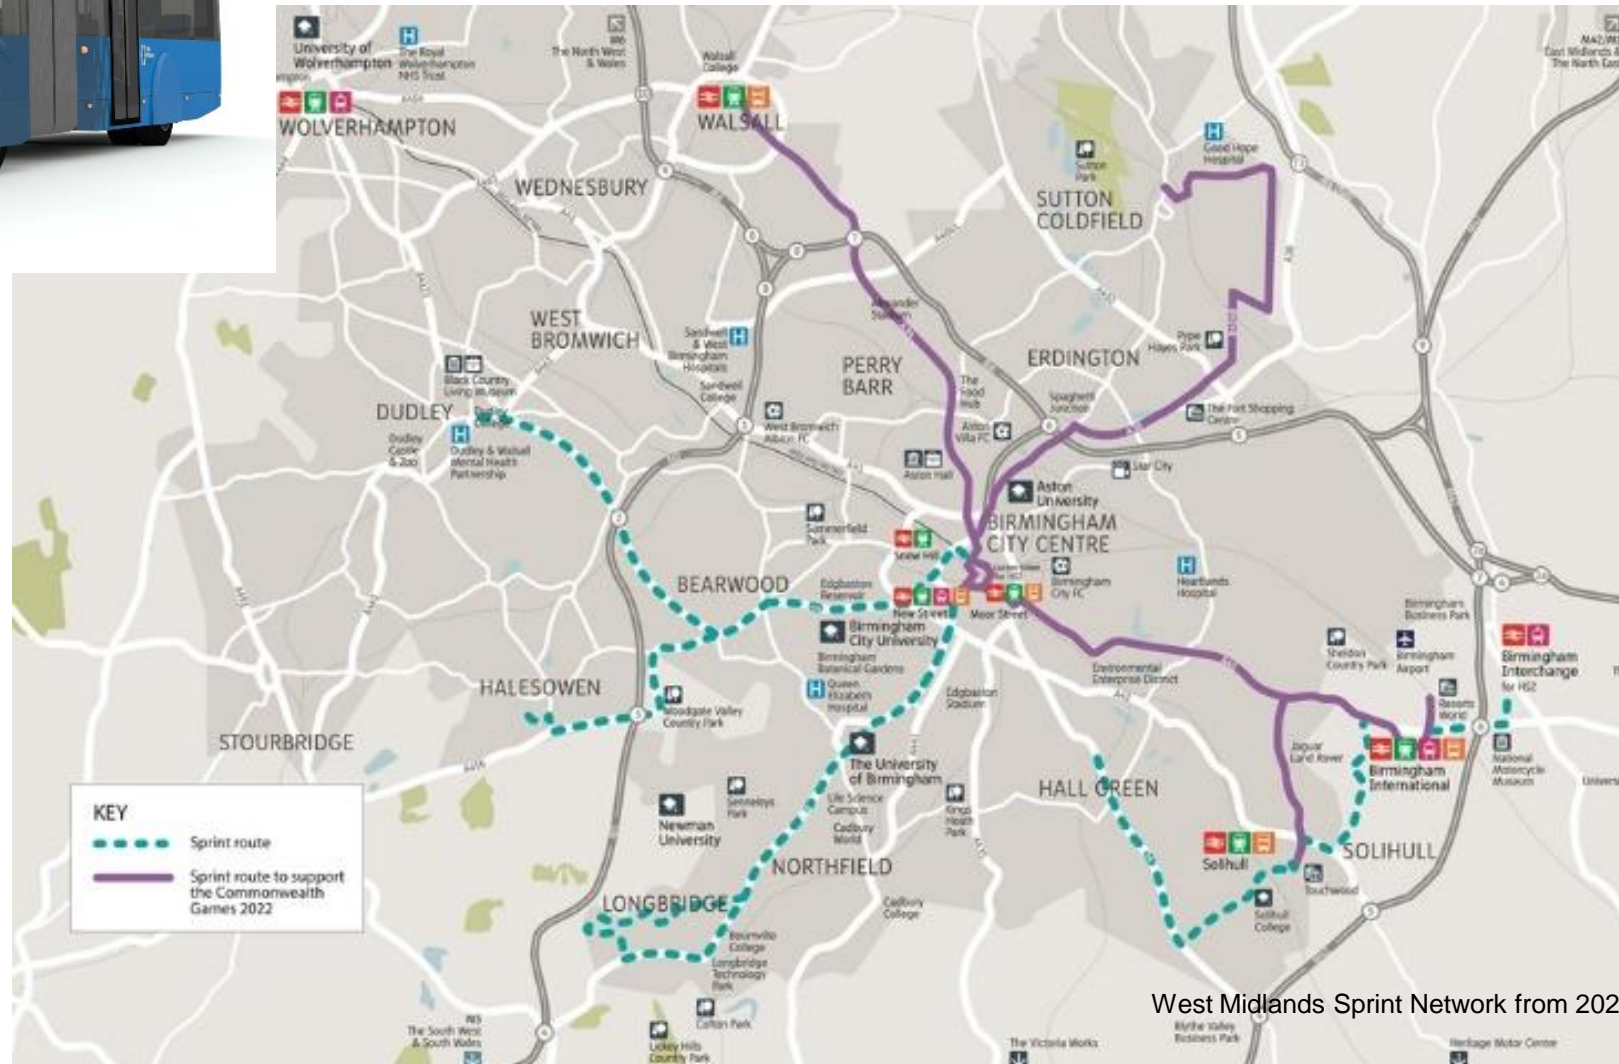 University of
Wolverhampton
The Royal
Wolverhampton
NHS Trust
M6
The North West
& Wales
Walsall
College
M42/M1
East Midlands &
The North East
WOLVERHAMPTON
WALSALL
WEDNESBURY
Sutton
Park
Good Hope
Hospital
SUTTON
COLDFIELD
WEST
BROMWICH
Sandwell
& West
Birmingham
Hospitals
Sandwell
College
Alexander
Stadium
PERRY
BARR
ERDINGTON
Pype
Hayes Park
The
Food
Hub
Spaghetti
Junction
The Fort Shopping
Centre
Black Country
Living Museum
DUDLEY
Dudley
College
Dudley
Castle
& Zoo
Dudley & Walsall
Mental Health
Partnership
West Bromwich
Albion FC
Aston
Villa FC
Aston Hall
Star City
Aston
University
BIRMINGHAM
CITY CENTRE
Summerfield
Park
Snow Hill
Birmingham
City FC
Heartlands
Hospital
BEARWOOD
Edgbaston
Reservoir
New Street
Moor Street
Birmingham
City University
Birmingham
Botanical Gardens
Queen
Elizabeth
Hospital
Edgbaston
Stadium
Environmental
Enterprise District
Sheldon
Country Park
Birmingham
Airport
Birmingham
Business Park
Birmingham
Interchange
for HS2
Resorts
World
HALESOWEN
Woodgate Valley
Country Park
STOURBRIDGE
The University
of Birmingham
Life Science
Campus
Cadbury
World
Kings
Heath
Park
HALL GREEN
Jaguar
Land Rover
Birmingham
International
National
Motorcycle
Museum
Senneleys
Park
Newman
University
NORTHFIELD
Solihull
SOLIHULL
Touchwood
Solihull
College
KEY
Sprint route
Sprint route to support
the Commonwealth
Games 2022
LONGBRIDGE
Cadbury
College
Bournville
College
Longbridge
Technology
Park
Cofton Park
Lickey Hills
Country Park
M5
The South West
& South Wales
West Midlands Sprint Network from 202
Blythe Valley
Business Park
The Victoria Works
Heritage Motor Centre